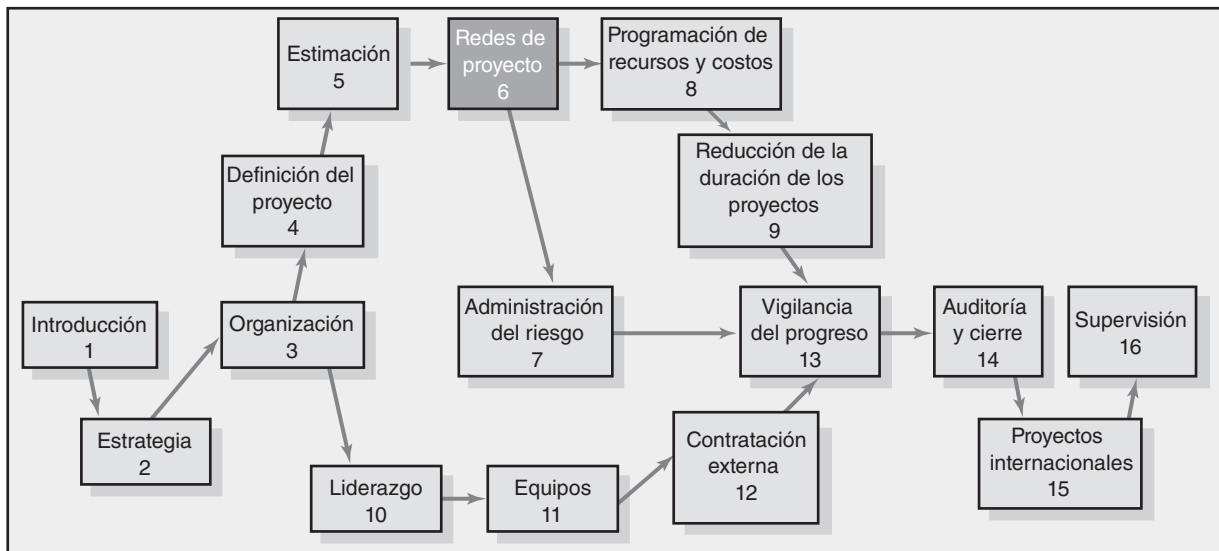 Estimación
5
Redes de
proyecto
6
Programación de
recursos y costos
8
Reducción de la
duración de los
proyectos
9
Definición del
proyecto
4
Introducción
1
Organización
3
Administración
del riesgo
7
Vigilancia
del progreso
13
Auditoría
y cierre
14
Supervisión
16
Estrategia
2
Liderazgo
10
Equipos
11
Contratación
externa
12
Proyectos
internacionales
15